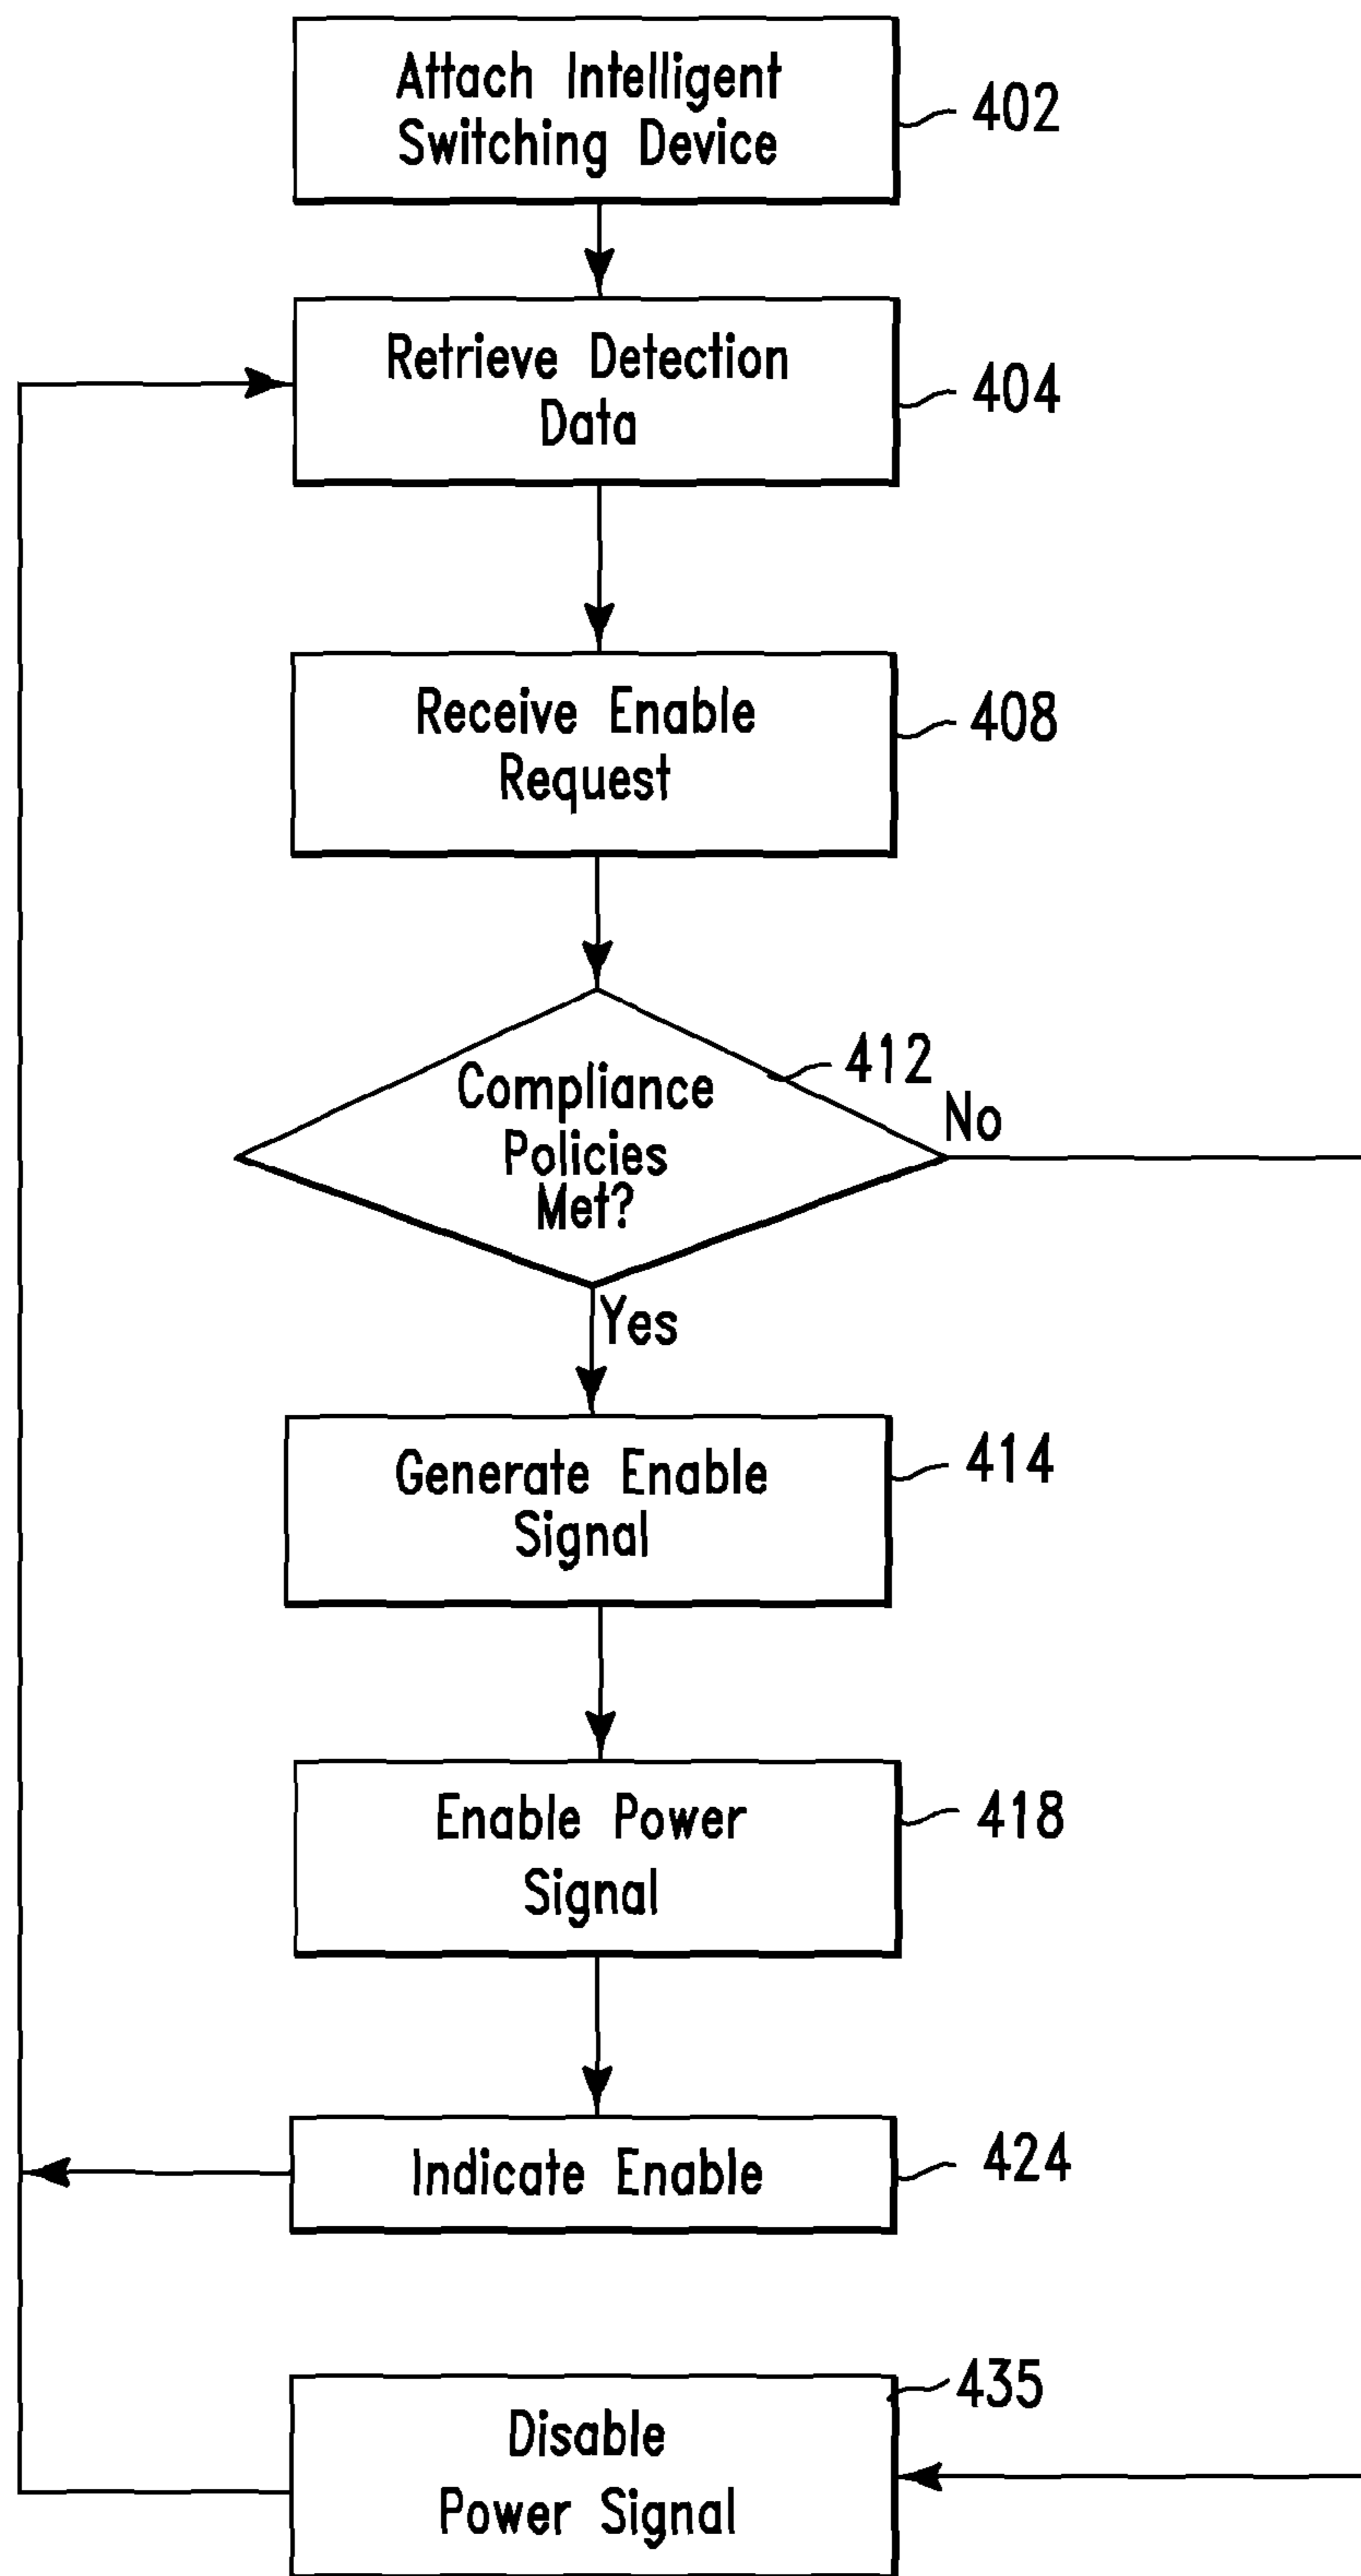 Attach Intelligent
Switching Device
402
Retrieve Detection
Data
404
Receive Enable
Request
408
Compliance
Policies
Met?
412
No
Yes
Generate Enable
Signal
414
Enable Power
Signal
418
Indicate Enable
424
Disable
Power Signal
435